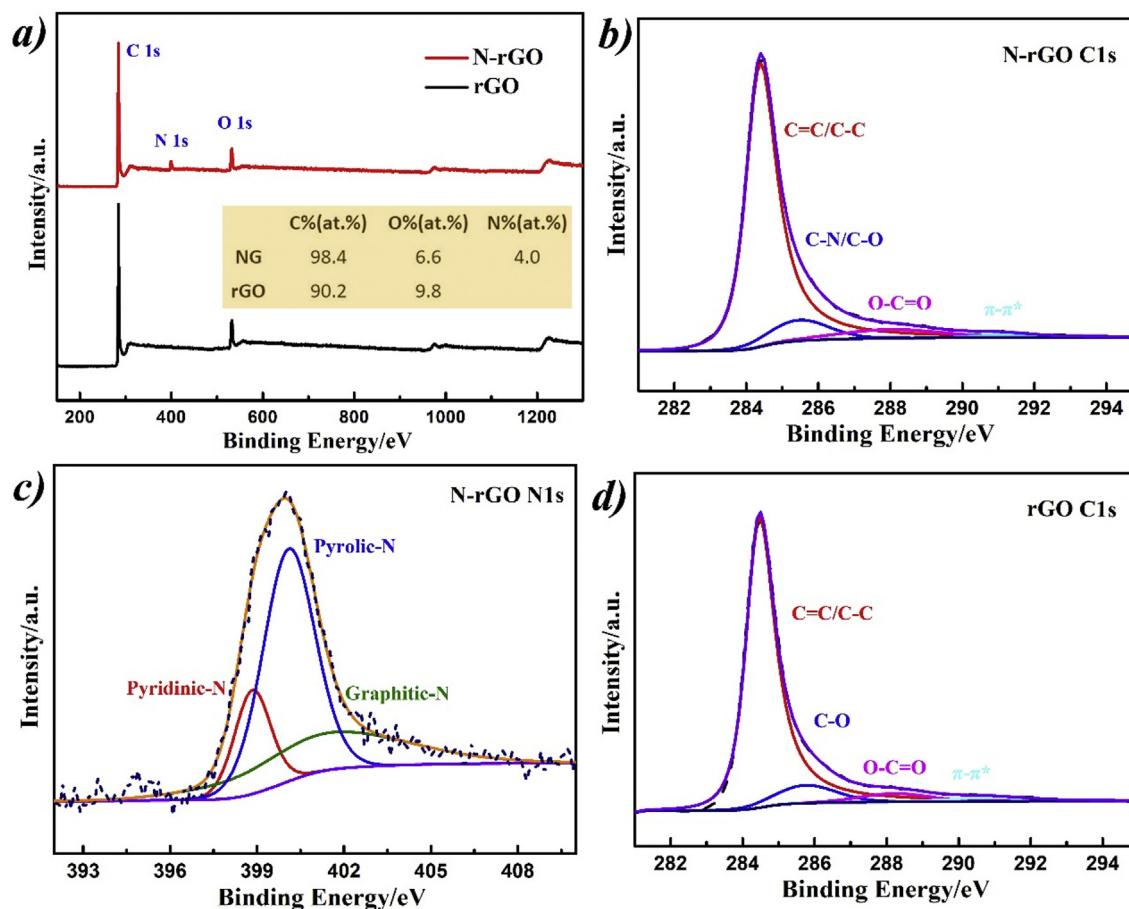 a)
C 1s
N 1s
O 1s
N-rGO
rGO
C%(at.%) O%(at.%) N%(at.%)
NG 98.4 6.6 4.0
rGO 90.2 9.8
Intensity/a.u.
200 400 600 800 1000 1200
Binding Energy/eV
b)
N-rGO C1s
C=C/C-C
C-N/C-O
O-C=O
π-π*
Intensity/a.u.
282 284 286 288 290 292 294
Binding Energy/eV
c)
N-rGO N1s
Pyrolic-N
Pyridinic-N
Graphitic-N
Intensity/a.u.
393 396 399 402 405 408
Binding Energy/eV
d)
rGO C1s
C=C/C-C
C-O
O-C=O
π-π*
Intensity/a.u.
282 284 286 288 290 292 294
Binding Energy/eV